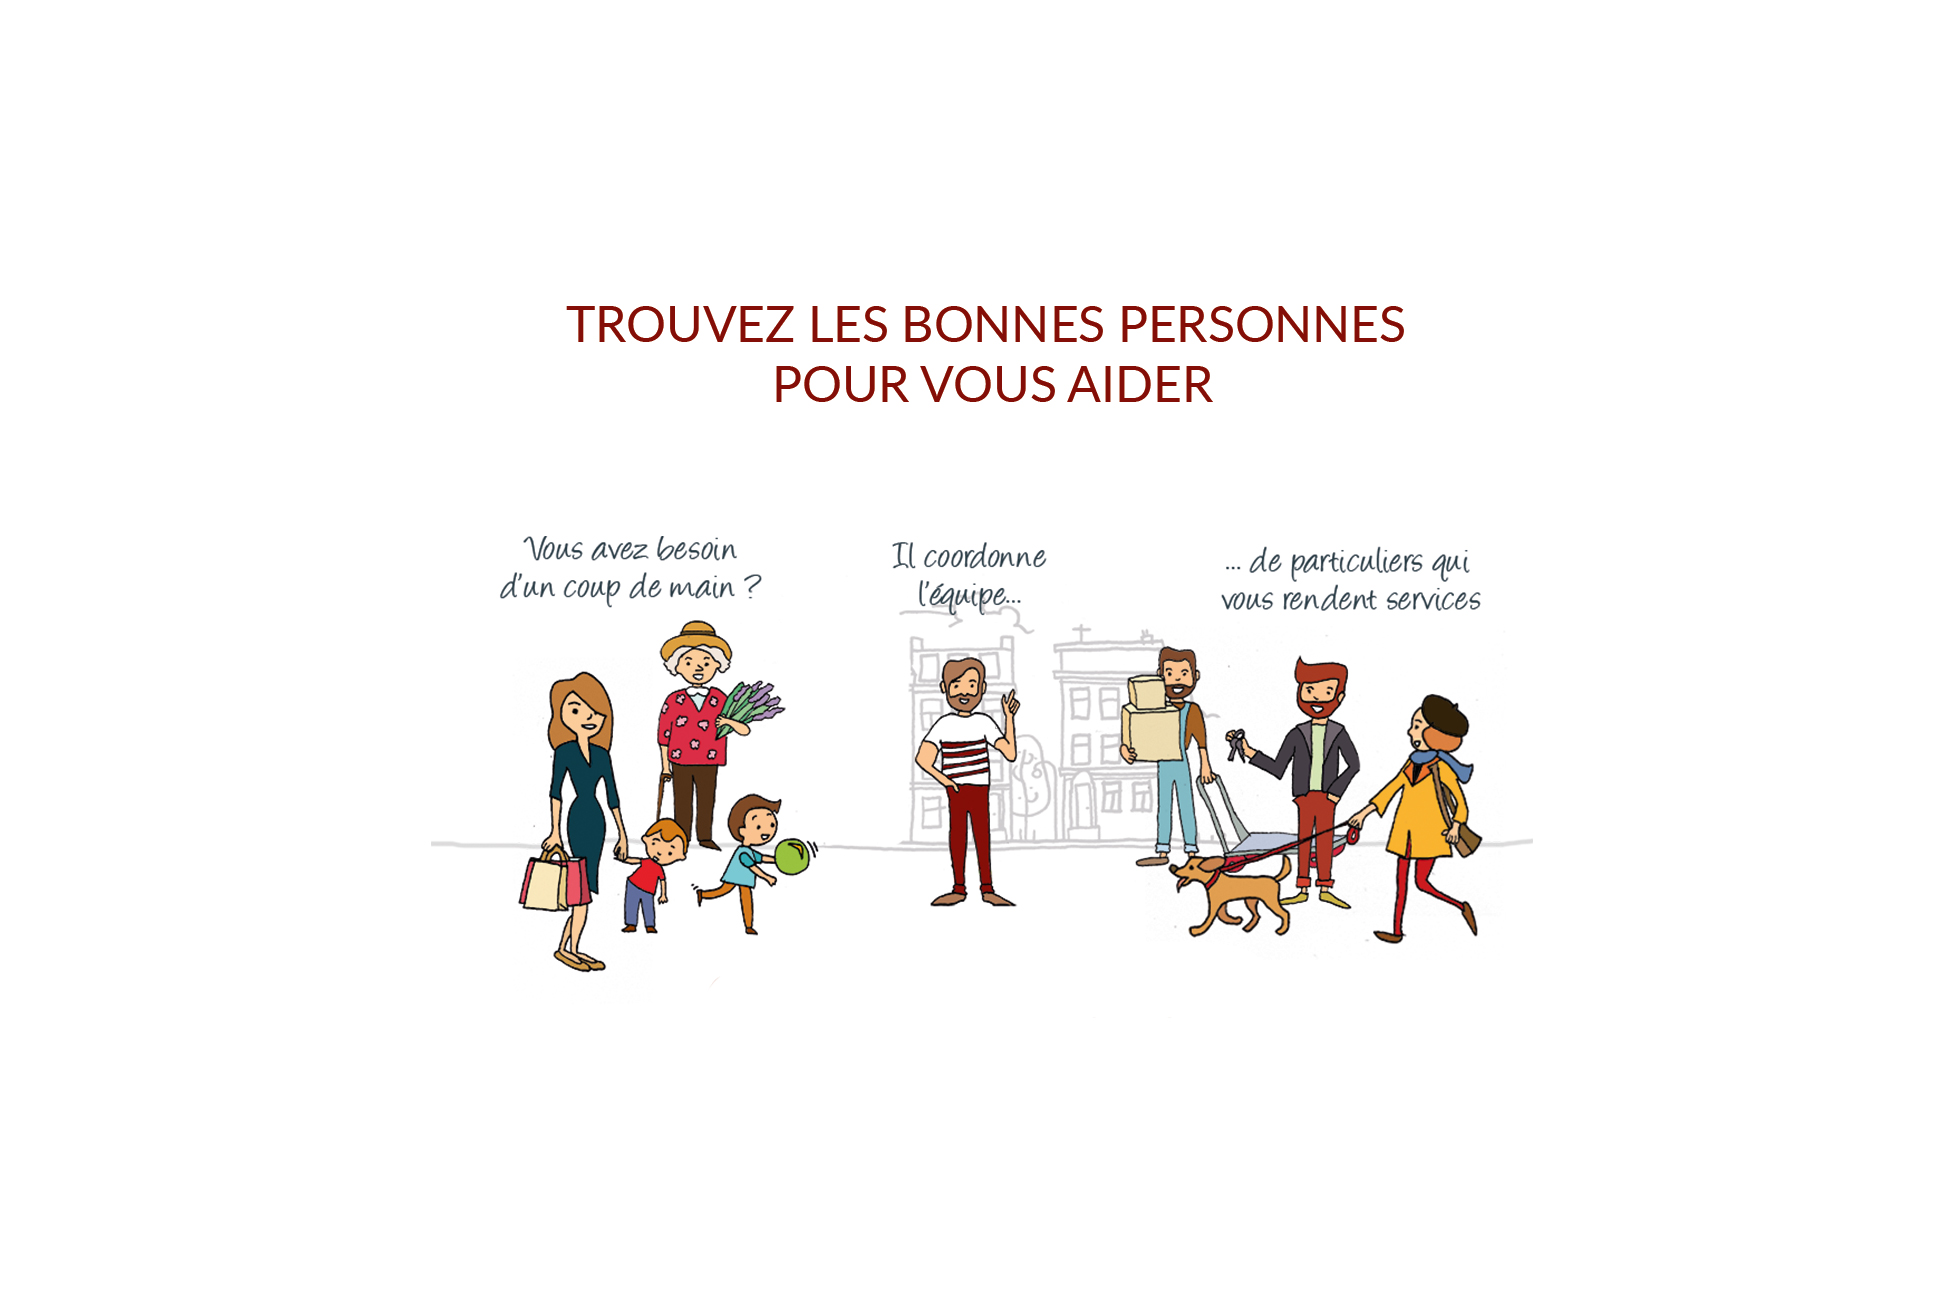 TROUVEZ LES BONNES PERSONNES
POUR VOUS AIDER
Vous avez besoin
d'un coup de main ?
Il coordonne
l'équipe...
... de particuliers qui
vous rendent services